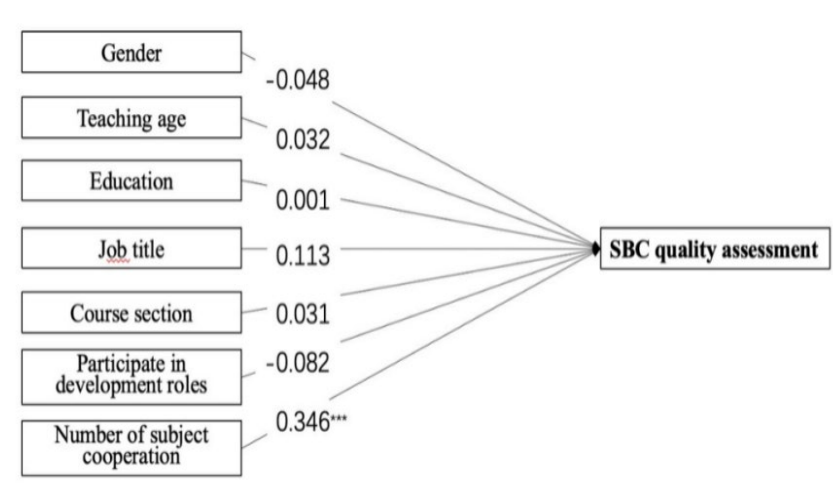 Gender
-0.048
Teaching age
0.032
Education
0.001
Job title
0.113
SBC quality assessment
Course section
0.031
Participate in
development roles
-0.082
Number of subject
cooperation
0.346***